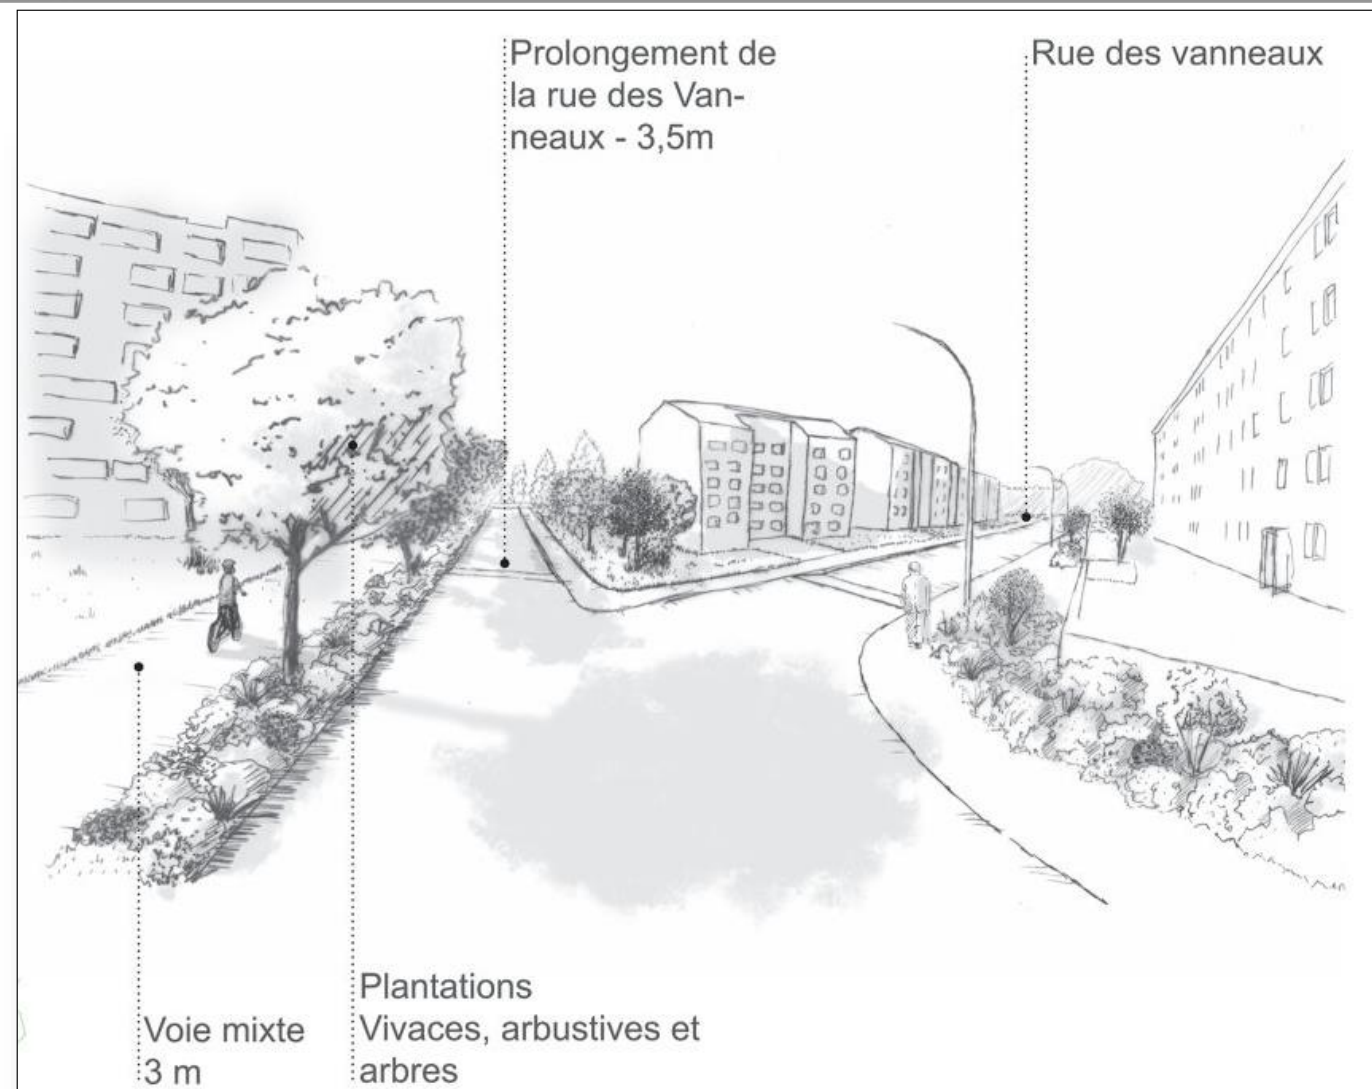 Prolongement de
la rue des Van-
neaux - 3,5m
Rue des vanneaux
Plantations
Vivaces, arbustives et
arbres
Voie mixte
3 m